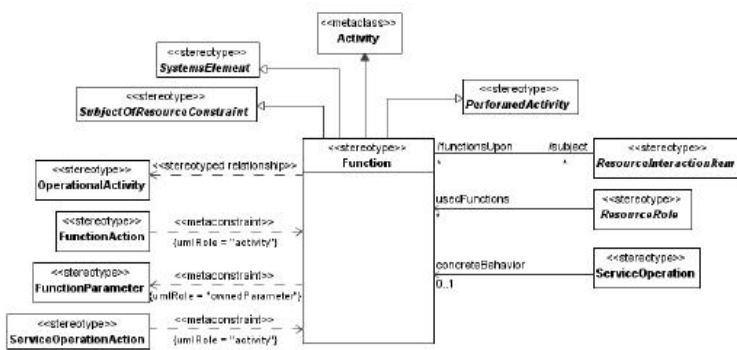 <<metaclass>>
Activity
<<stereotype>>
SystemsElement
<<stereotype>>
SubjectOfResourceConstraint
<<stereotype>>
PerformedActivity
<<stereotype>>
Function
<<stereotyped relationship>>
<<stereotype>>
OperationalActivity
<<stereotype>>
FunctionAction
<<metaconstraint>>
{umlRole = "activity"}
<<stereotype>>
FunctionParameter
<<metaconstraint>>
{umlRole = "ownedParameter"}
<<stereotype>>
ServiceOperationAction
<<metaconstraint>>
{umlRole = "activity"}
/functionsUpon
*
/subject
*
<<stereotype>>
ResourceInteractionItem
usedFunctions
*
<<stereotype>>
ResourceRole
concreteBehavior
0..1
<<stereotype>>
ServiceOperation